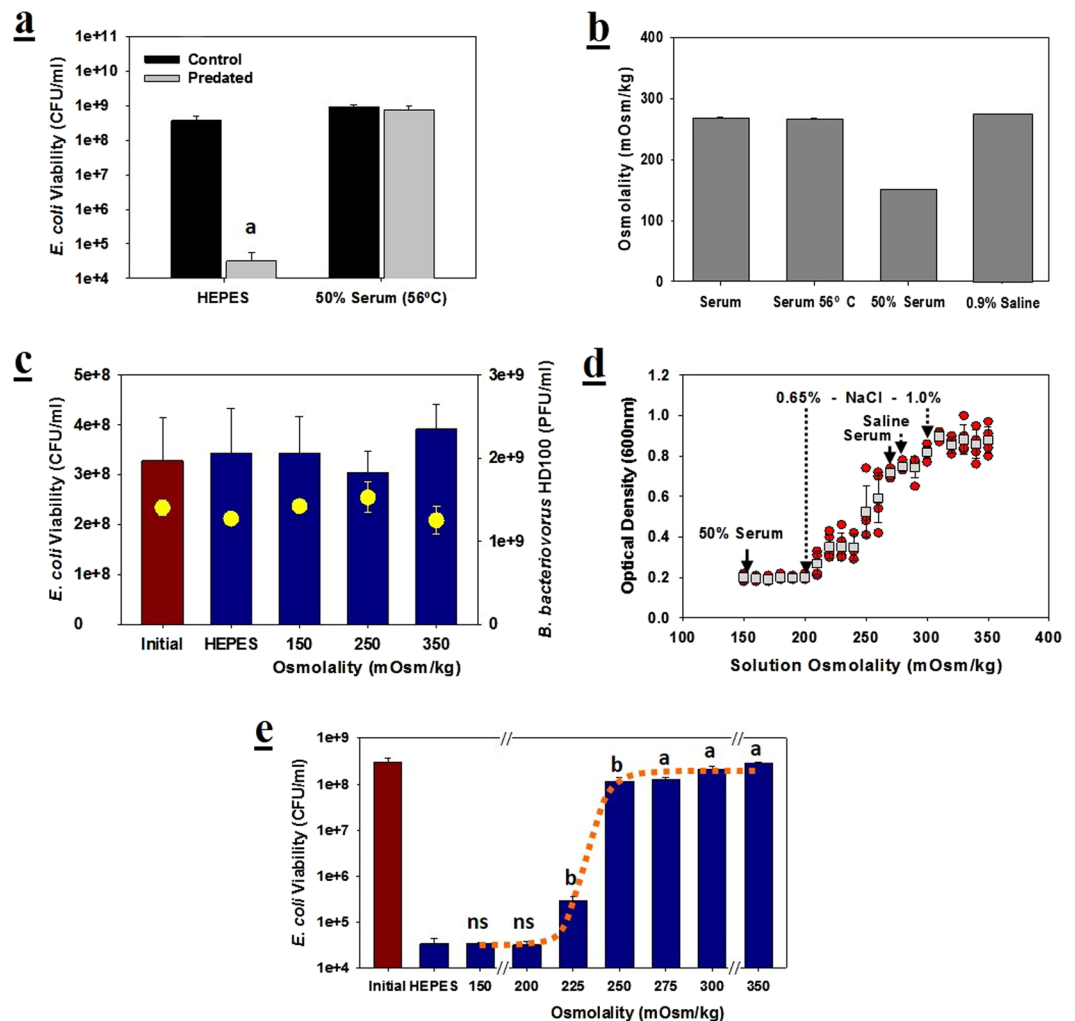 a
E. coli Viability (CFU/ml)
1e+11
1e+10
1e+9
1e+8
1e+7
1e+6
1e+5
1e+4
Control
Predated
a
HEPES
50% Serum (56ºC)
b
Osmolality (mOsm/kg)
400
300
200
100
0
Serum
Serum 56º C
50% Serum
0.9% Saline
c
E. coli Viability (CFU/ml)
5e+8
4e+8
3e+8
2e+8
1e+8
0
3e+9
2e+9
1e+9
0
B. bacteriovorus HD100 (PFU/ml)
Initial
HEPES
150
250
350
Osmolality (mOsm/kg)
d
Optical Density (600nm)
1.2
1.0
0.8
0.6
0.4
0.2
0.0
0.65% - NaCl - 1.0%
Saline
Serum
50% Serum
100
150
200
250
300
350
400
Solution Osmolality (mOsm/kg)
e
E. coli Viability (CFU/ml)
1e+9
1e+8
1e+7
1e+6
1e+5
1e+4
ns
ns
b
b
a
a
a
Initial
HEPES
150
200
225
250
275
300
350
Osmolality (mOsm/kg)